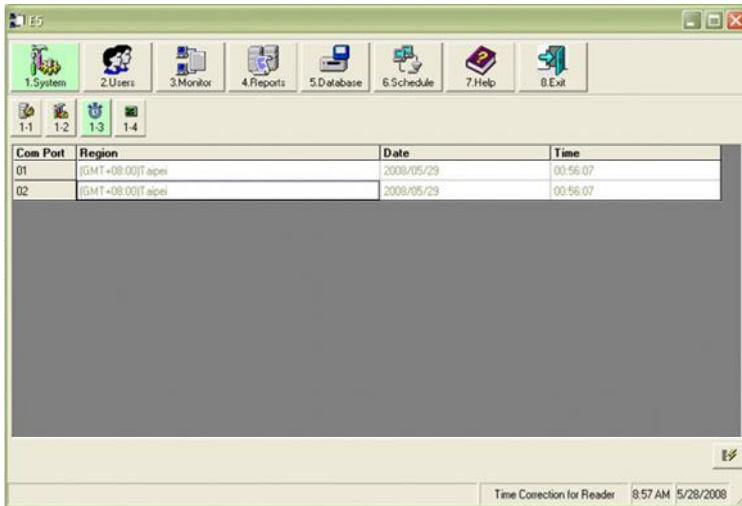 E5
1.System 2.Users 3.Monitor 4.Reports 5.Database 6.Schedule 7.Help 8.Exit
1-1 1-2 1-3 1-4
Com Port Region Date Time
01 (GMT+08:00)Taipei 2008/05/29 00:56:07
02 (GMT+08:00)Taipei 2008/05/29 00:56:07
Time Correction for Reader 8:57 AM 5/28/2008